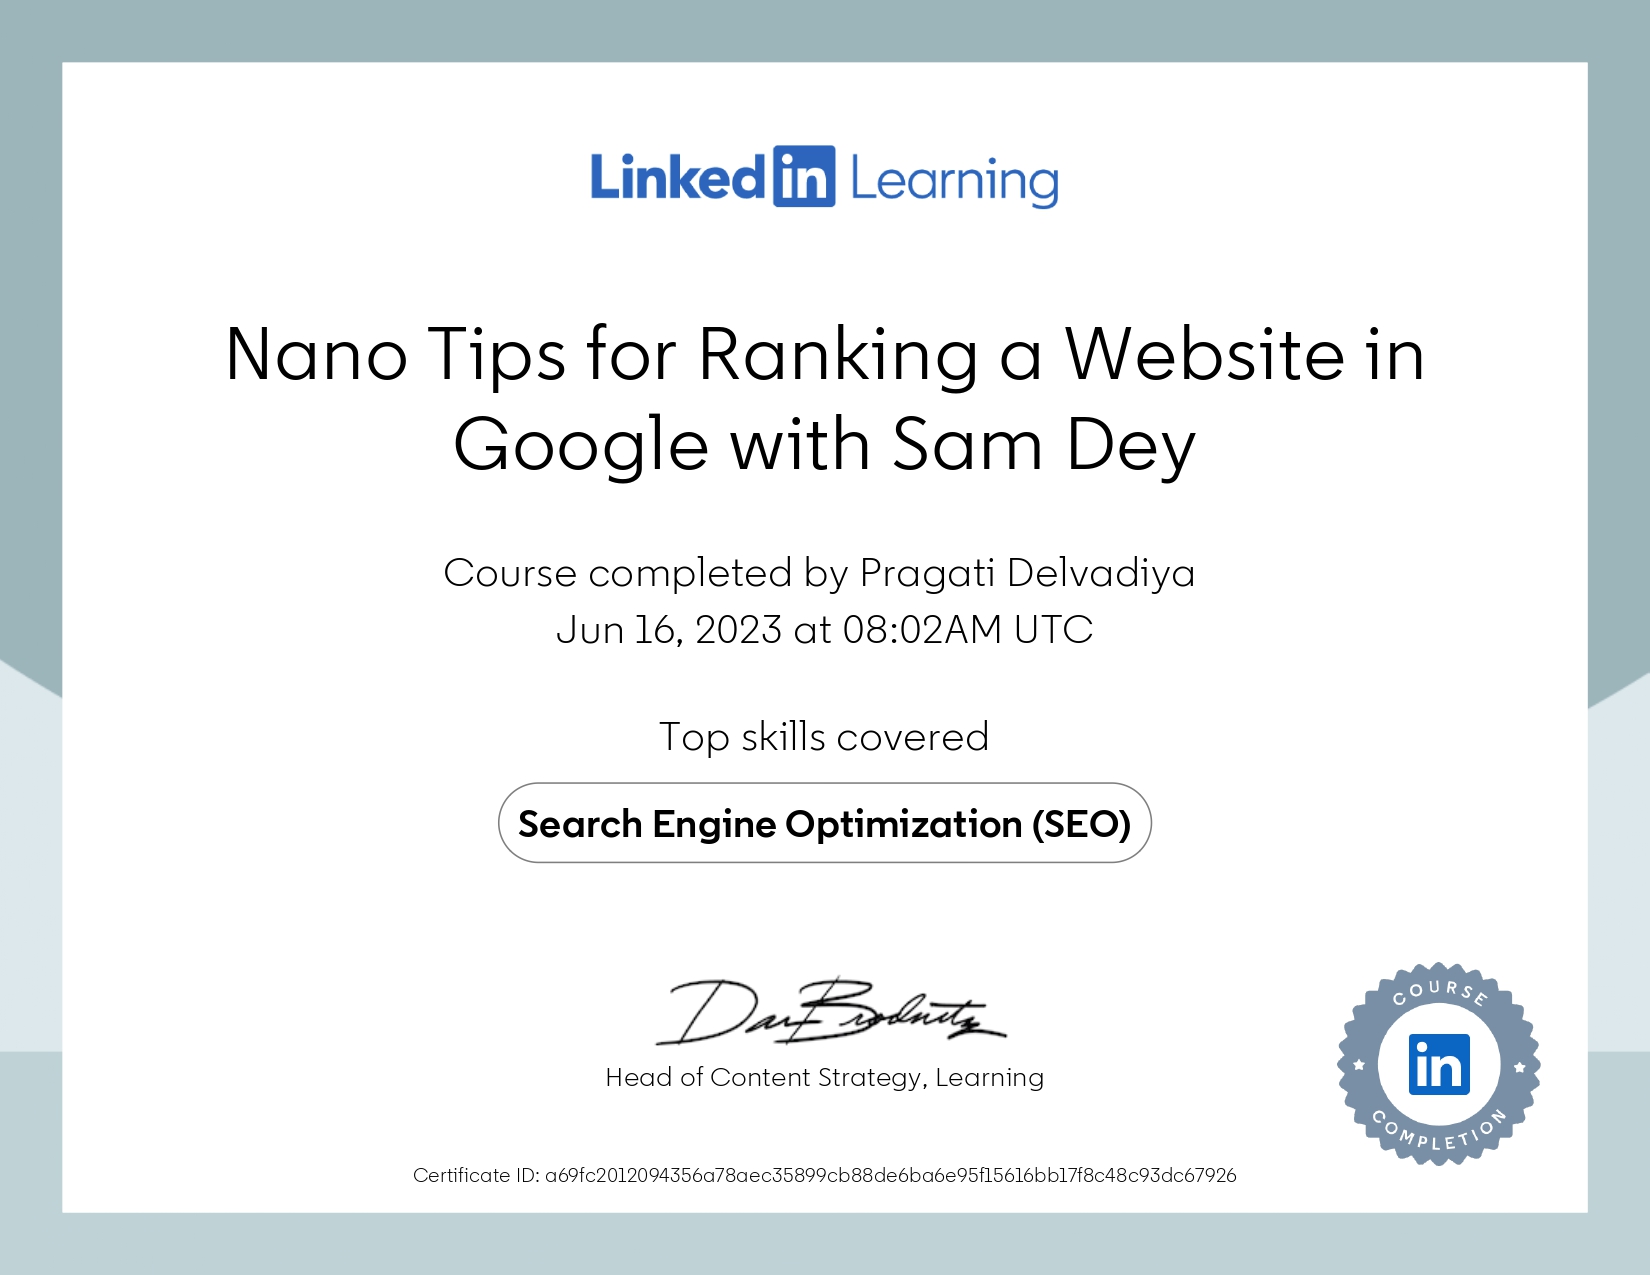 Linked in Learning
Nano Tips for Ranking a Website in
Google with Sam Dey
Course completed by Pragati Delvadiya
Jun 16, 2023 at 08:02AM UTC
Top skills covered
Search Engine Optimization (SEO)
Dan Brodnitz
Head of Content Strategy, Learning
COURSE
in
COMPLETION
Certificate ID: a69fc2012094356a78aec35899cb88de6ba6e95f15616bb17f8c48c93dc67926